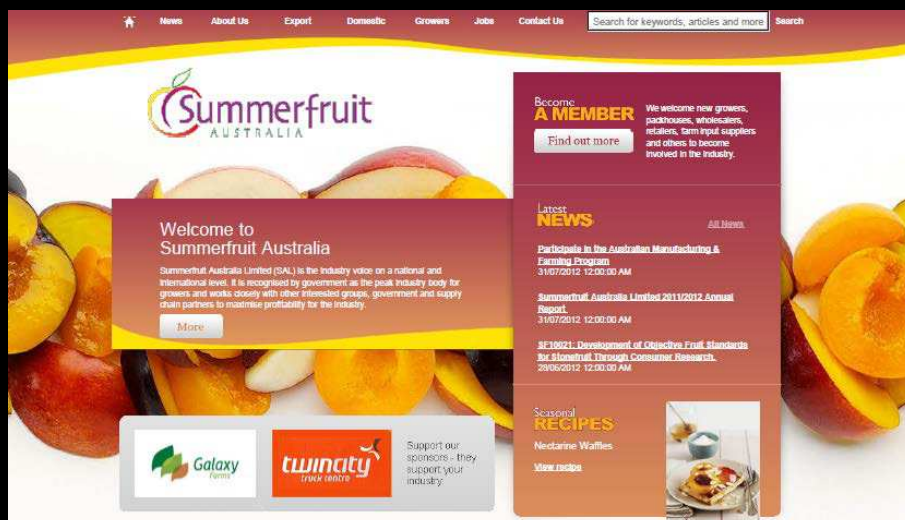 News About Us Export Domestic Growers Jobs Contact Us Search for keywords, articles and more Search
Summerfruit
AUSTRALIA
Welcome to
Summerfruit Australia
Summerfruit Australia Limited (SAL) is the industry voice on a national and
international level. It is recognised by government as the peak industry body for
growers and works closely with other interested groups, government and supply
chain partners to maximise profitability for the industry.
More
Galaxy
Farms
twincity
truck centre
Support our
sponsors - they
support your
industry
Become
A MEMBER
Find out more
We welcome new growers,
packhouses, wholesalers,
retailers, farm input suppliers
and others to become
involved in the industry.
Latest
NEWS
All News
Participate in the Australian Manufacturing &
Farming Program
31/07/2012 12:00:00 AM
Summerfruit Australia Limited 2011/2012 Annual
Report
31/07/2012 12:00:00 AM
SF10021: Development of Objective Fruit Standards
for Stonefruit Through Consumer Research.
28/06/2012 12:00:00 AM
Seasonal
RECIPES
Nectarine Waffles
View recipe